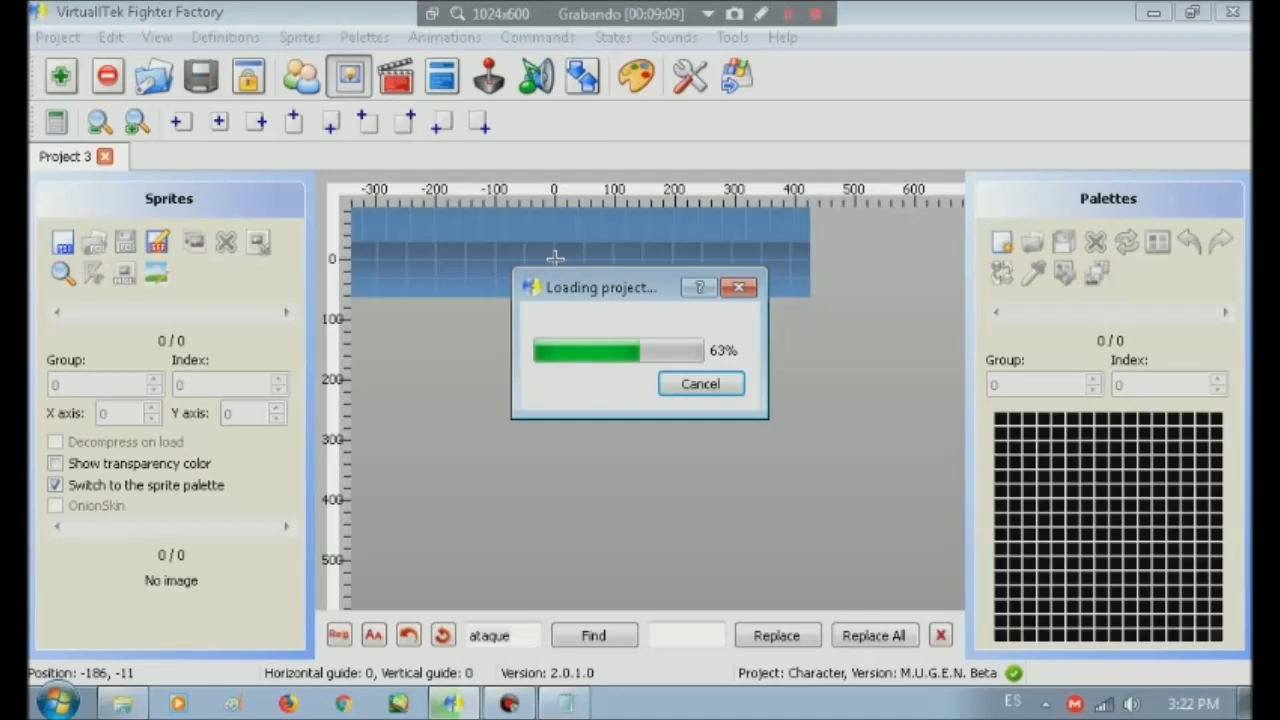 VirtuallTek Fighter Factory
1024x600
Grabando [00:09:09]
Project Edit View Definitions Sprites Palettes Animations Commands States Sounds Tools Help
Project 3
Sprites
0 / 0
Group: Index:
0 0
X axis: 0 Y axis: 0
Decompress on load
Show transparency color
Switch to the sprite palette
OnionSkin
0 / 0
No image
-300 -200 -100 0 100 200 300 400 500 600
0
100
200
300
400
500
Loading project...
63%
Cancel
Palettes
0 / 0
Group: Index:
0 0
Reg AA ataque Find Replace Replace All
Position: -186, -11 Horizontal guide: 0, Vertical guide: 0 Version: 2.0.1.0 Project: Character, Version: M.U.G.E.N. Beta
ES 3:22 PM